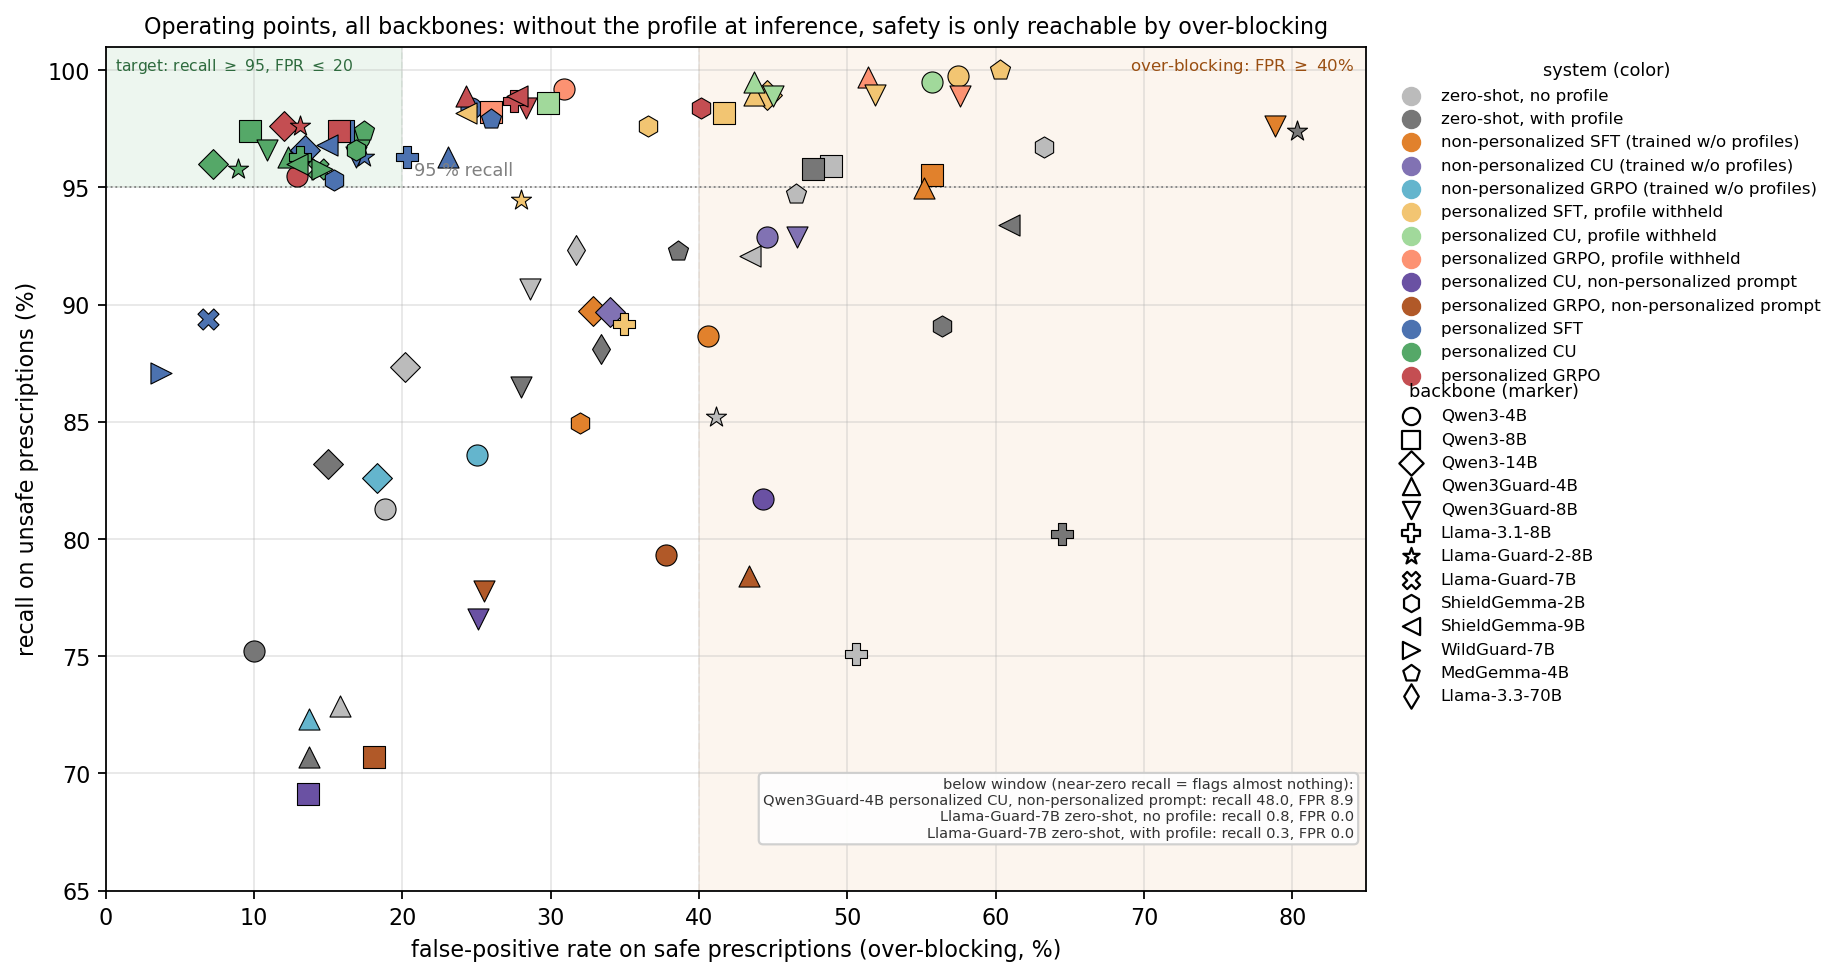 Operating points, all backbones: without the profile at inference, safety is only reachable by over-blocking
target: recall ≥ 95, FPR ≤ 20
over-blocking: FPR ≥ 40%
95 % recall
recall on unsafe prescriptions (%)
100
95
90
85
80
75
70
65
0 10 20 30 40 50 60 70 80
false-positive rate on safe prescriptions (over-blocking, %)
below window (near-zero recall = flags almost nothing):
Qwen3Guard-4B personalized CU, non-personalized prompt: recall 48.0, FPR 8.9
Llama-Guard-7B zero-shot, no profile: recall 0.8, FPR 0.0
Llama-Guard-7B zero-shot, with profile: recall 0.3, FPR 0.0
system (color)
zero-shot, no profile
zero-shot, with profile
non-personalized SFT (trained w/o profiles)
non-personalized CU (trained w/o profiles)
non-personalized GRPO (trained w/o profiles)
personalized SFT, profile withheld
personalized CU, profile withheld
personalized GRPO, profile withheld
personalized CU, non-personalized prompt
personalized GRPO, non-personalized prompt
personalized SFT
personalized CU
personalized GRPO
backbone (marker)
Qwen3-4B
Qwen3-8B
Qwen3-14B
Qwen3Guard-4B
Qwen3Guard-8B
Llama-3.1-8B
Llama-Guard-2-8B
Llama-Guard-7B
ShieldGemma-2B
ShieldGemma-9B
WildGuard-7B
MedGemma-4B
Llama-3.3-70B